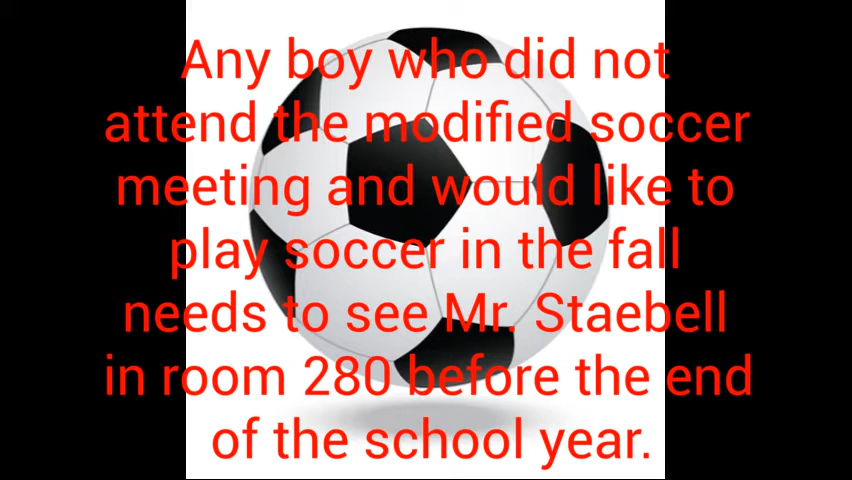 Any boy who did not
attend the modified soccer
meeting and would like to
play soccer in the fall
needs to see Mr. Staebell
in room 280 before the end
of the school year.